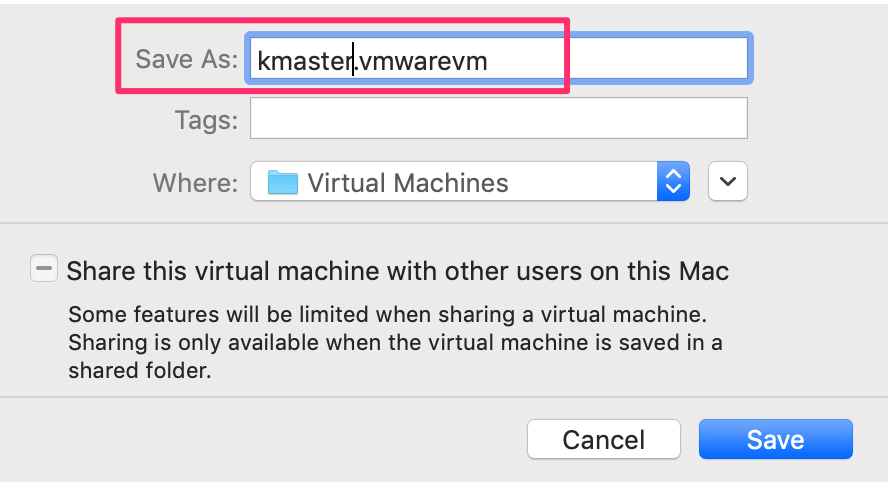 Save As: kmaster.vmwarevm
Tags:
Where: Virtual Machines
Share this virtual machine with other users on this Mac
Some features will be limited when sharing a virtual machine.
Sharing is only available when the virtual machine is saved in a
shared folder.
Cancel Save